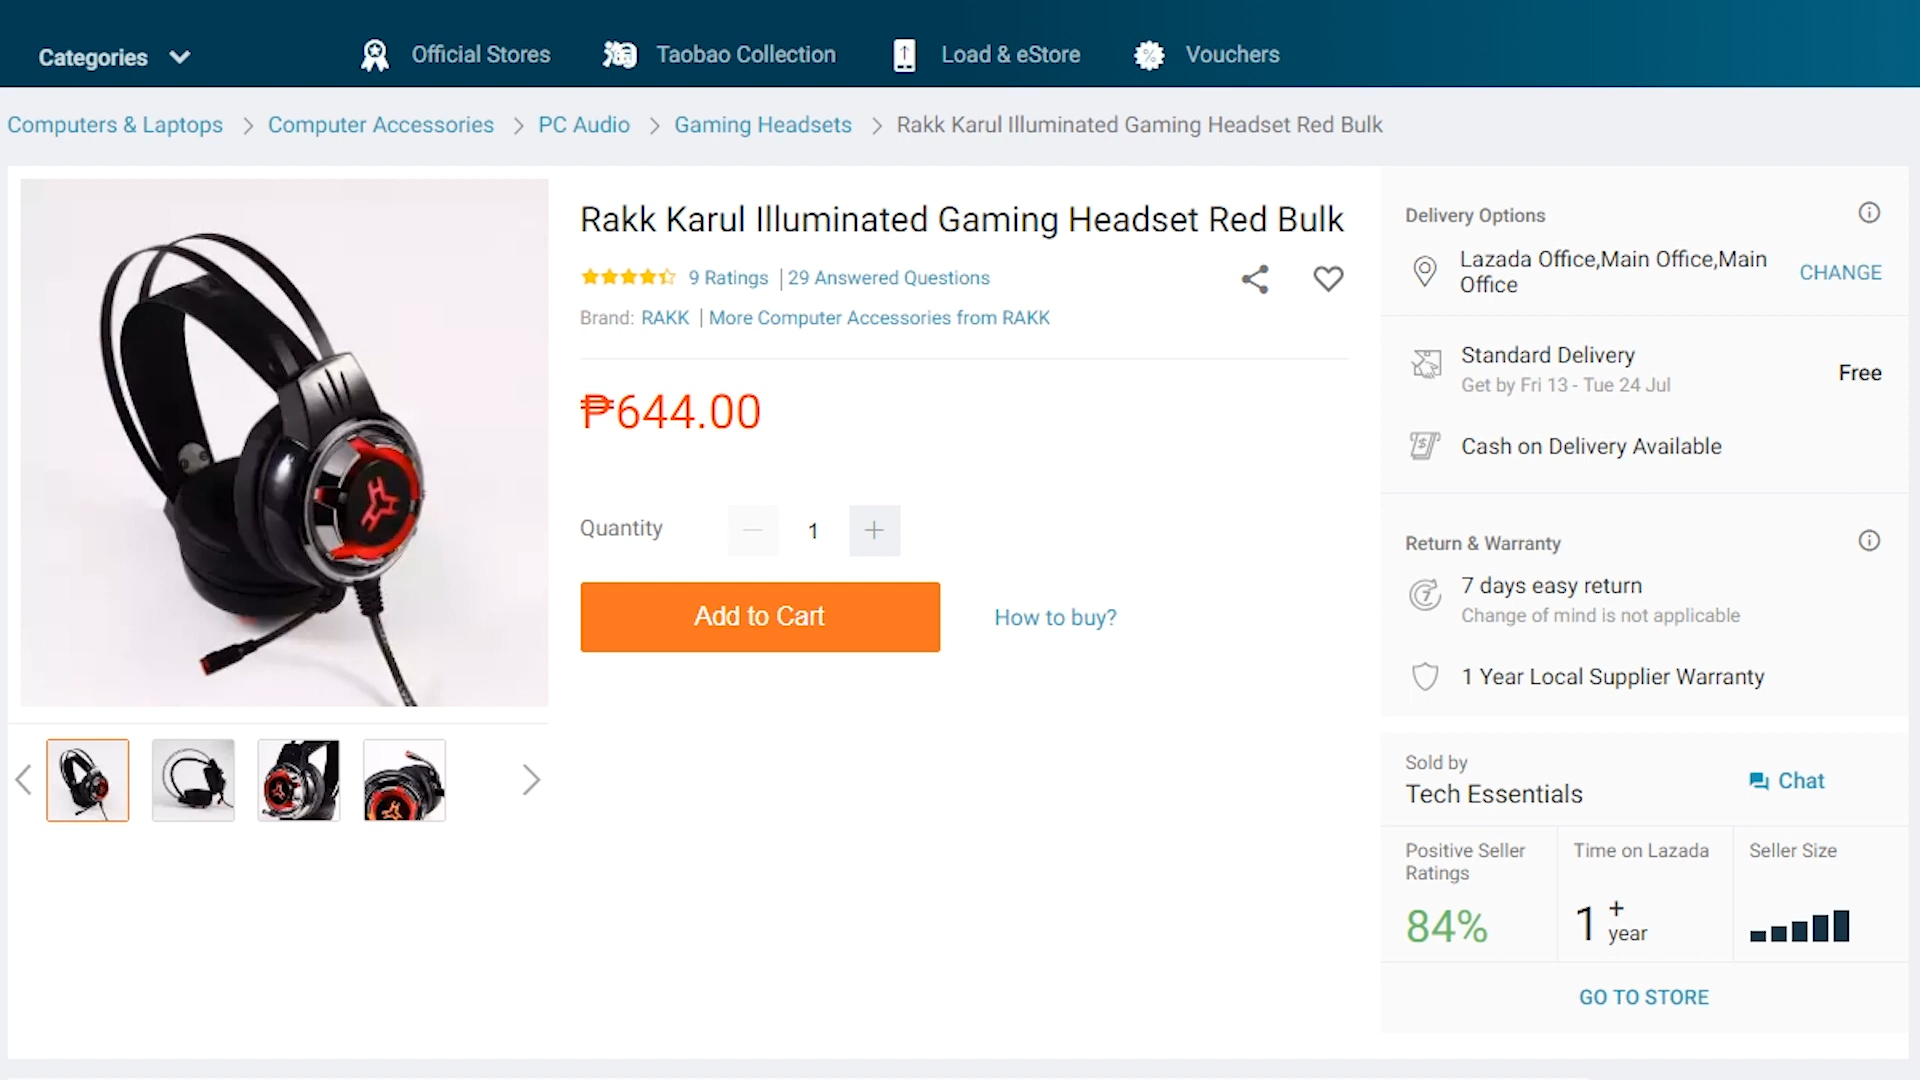 Categories
Official Stores
Taobao Collection
Load & eStore
Vouchers
Computers & Laptops > Computer Accessories > PC Audio > Gaming Headsets > Rakk Karul Illuminated Gaming Headset Red Bulk
Rakk Karul Illuminated Gaming Headset Red Bulk
9 Ratings | 29 Answered Questions
Brand: RAKK | More Computer Accessories from RAKK
₱644.00
Quantity
1
Add to Cart
How to buy?
Delivery Options
Lazada Office,Main Office,Main
Office
CHANGE
Standard Delivery
Get by Fri 13 - Tue 24 Jul
Free
Cash on Delivery Available
Return & Warranty
7 days easy return
Change of mind is not applicable
1 Year Local Supplier Warranty
Sold by
Tech Essentials
Chat
Positive Seller
Ratings
84%
Time on Lazada
1 + year
Seller Size
GO TO STORE